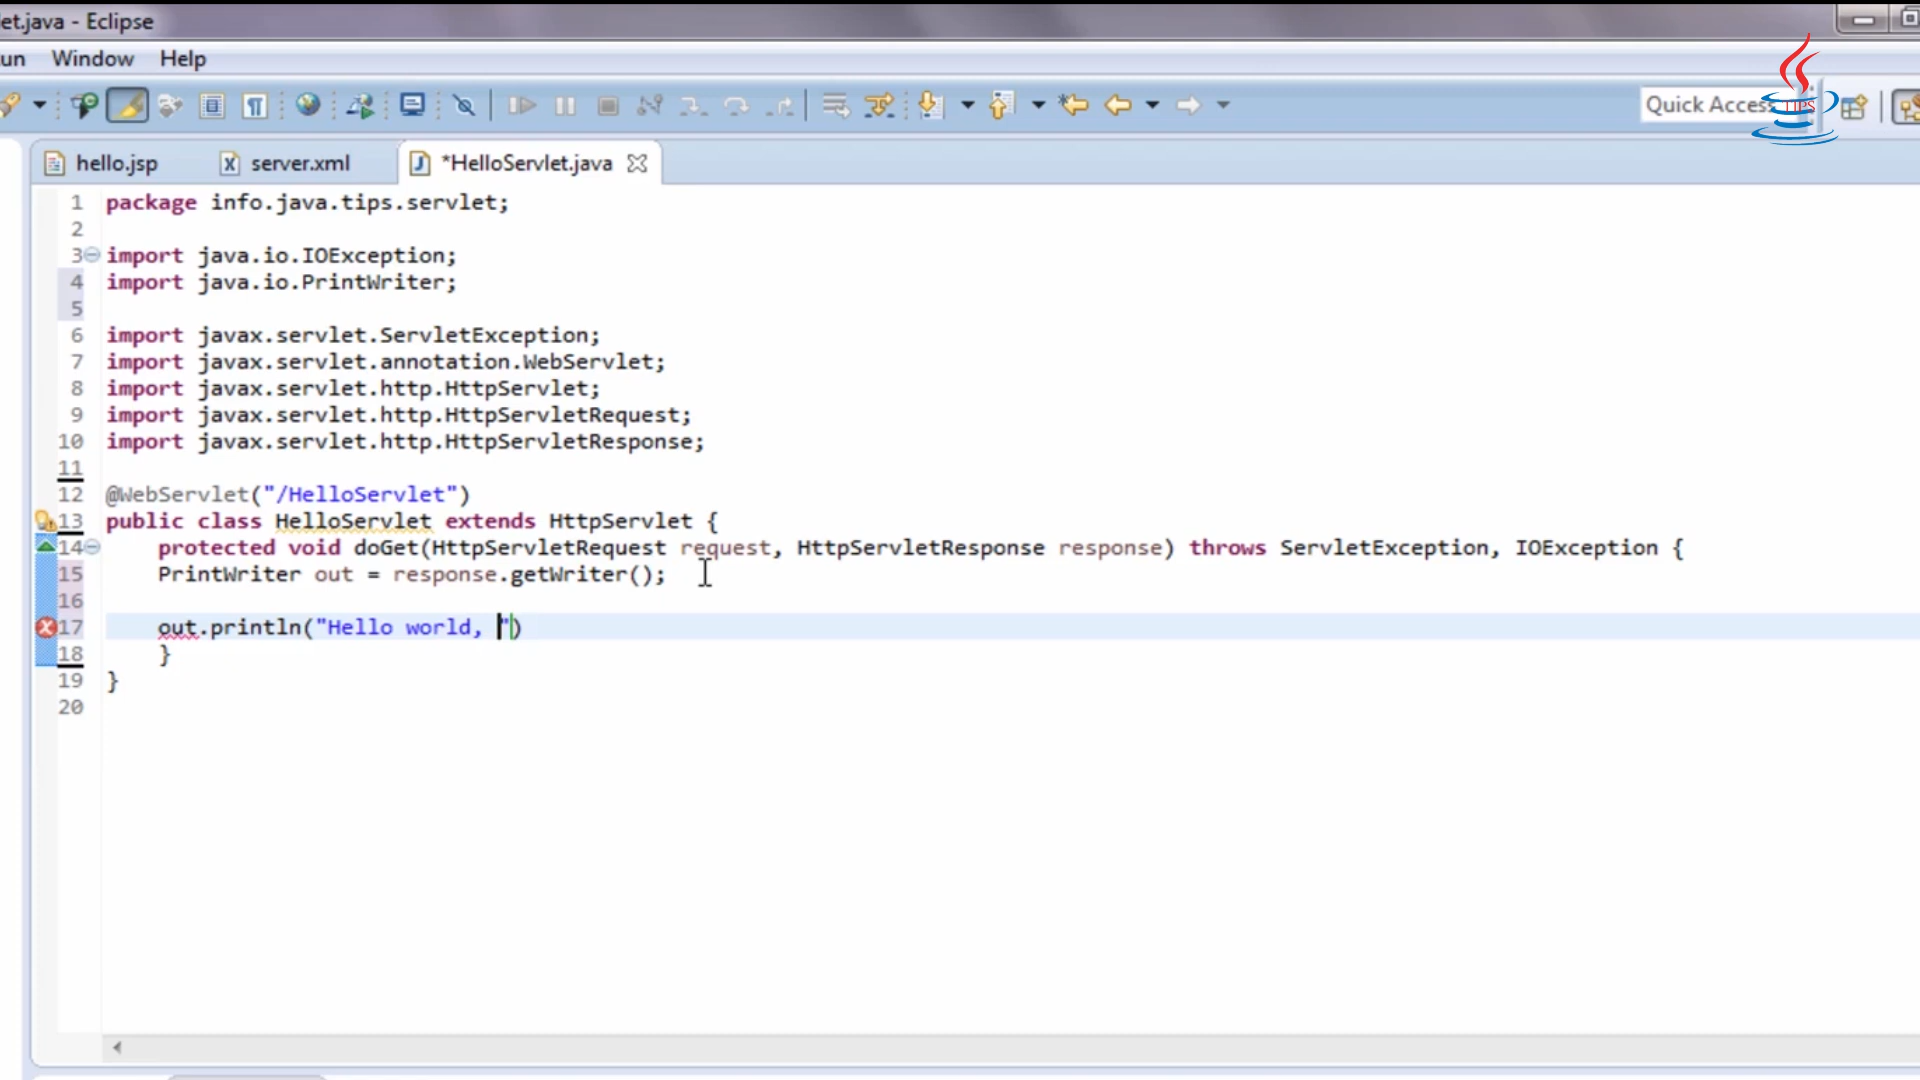 et.java - Eclipse
un Window Help
Quick Access
TIPS
hello.jsp server.xml *HelloServlet.java
1 package info.java.tips.servlet;
2
3 import java.io.IOException;
4 import java.io.PrintWriter;
5
6 import javax.servlet.ServletException;
7 import javax.servlet.annotation.WebServlet;
8 import javax.servlet.http.HttpServlet;
9 import javax.servlet.http.HttpServletRequest;
10 import javax.servlet.http.HttpServletResponse;
11
12 @WebServlet("/HelloServlet")
13 public class HelloServlet extends HttpServlet {
14 protected void doGet(HttpServletRequest request, HttpServletResponse response) throws ServletException, IOException {
15 PrintWriter out = response.getWriter();
16
17 out.println("Hello world, ")
18 }
19 }
20